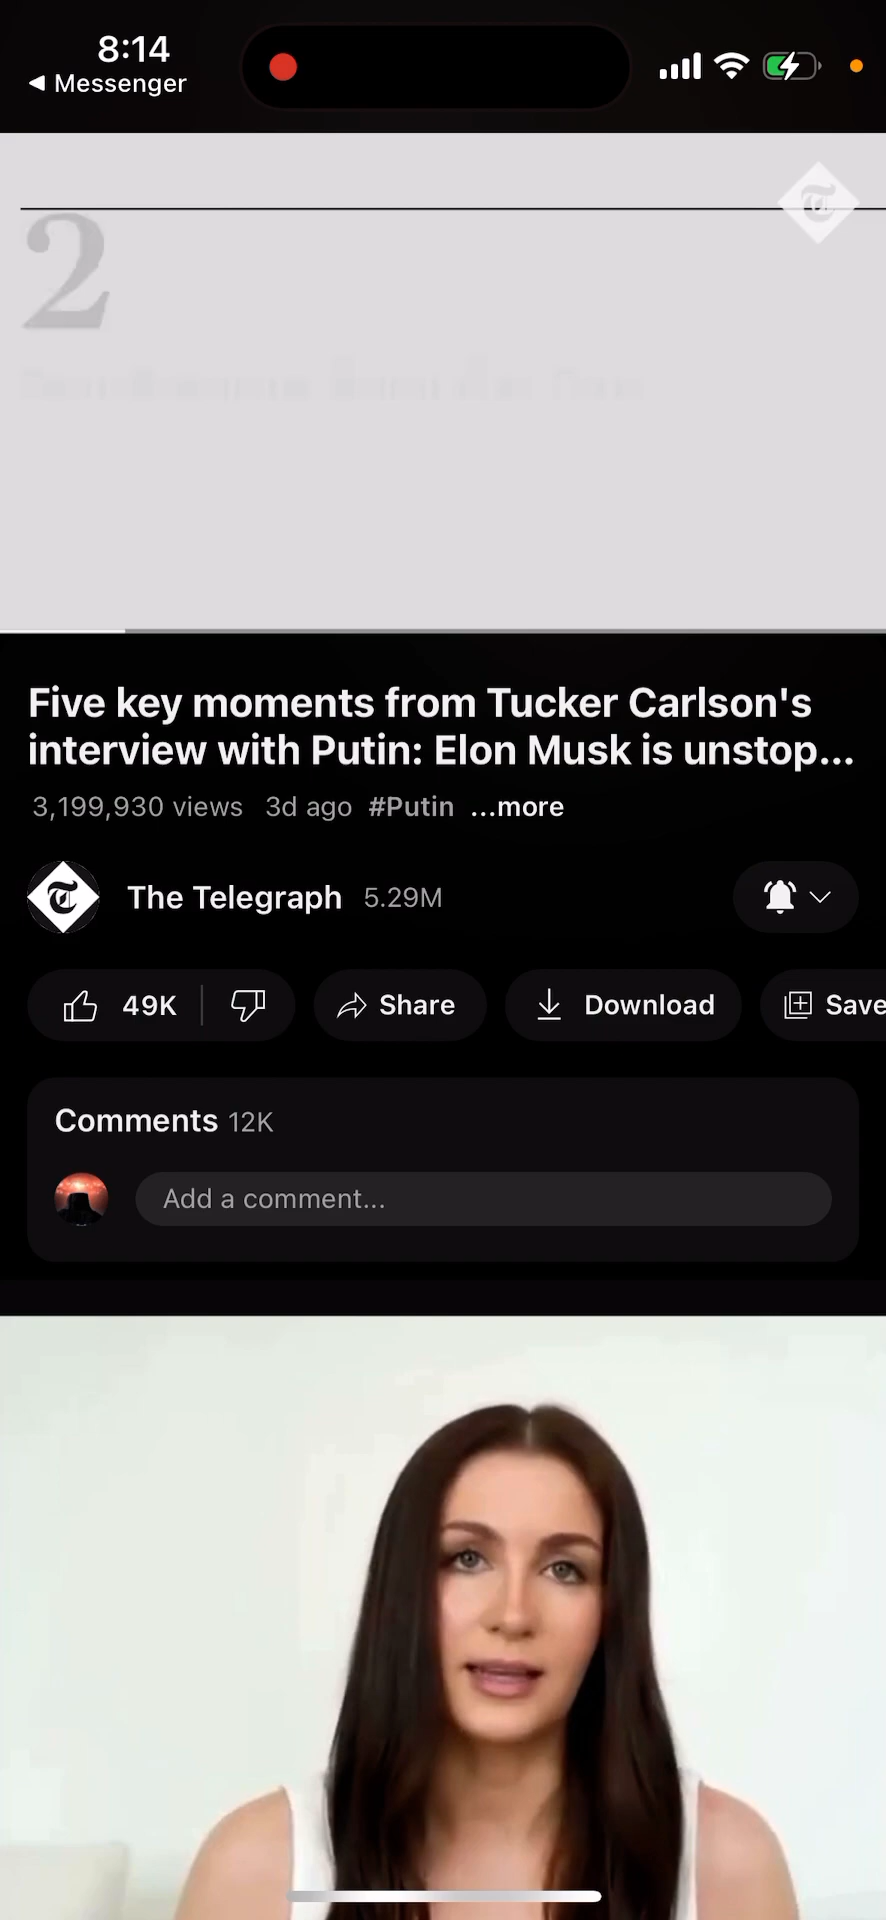 8:14
Messenger
2
Five key moments from Tucker Carlson's
interview with Putin: Elon Musk is unstop...
3,199,930 views 3d ago #Putin ...more
The Telegraph 5.29M
49K Share Download Save
Comments 12K
Add a comment...